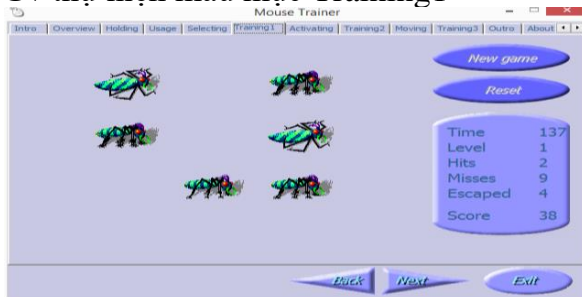 Mouse Trainer
Intro Overview Holding Usage Selecting Training1 Activating Training2 Moving Training3 Outro About
New game
Reset
Time 137
Level 1
Hits 2
Misses 9
Escaped 4
Score 38
Back Next Exit